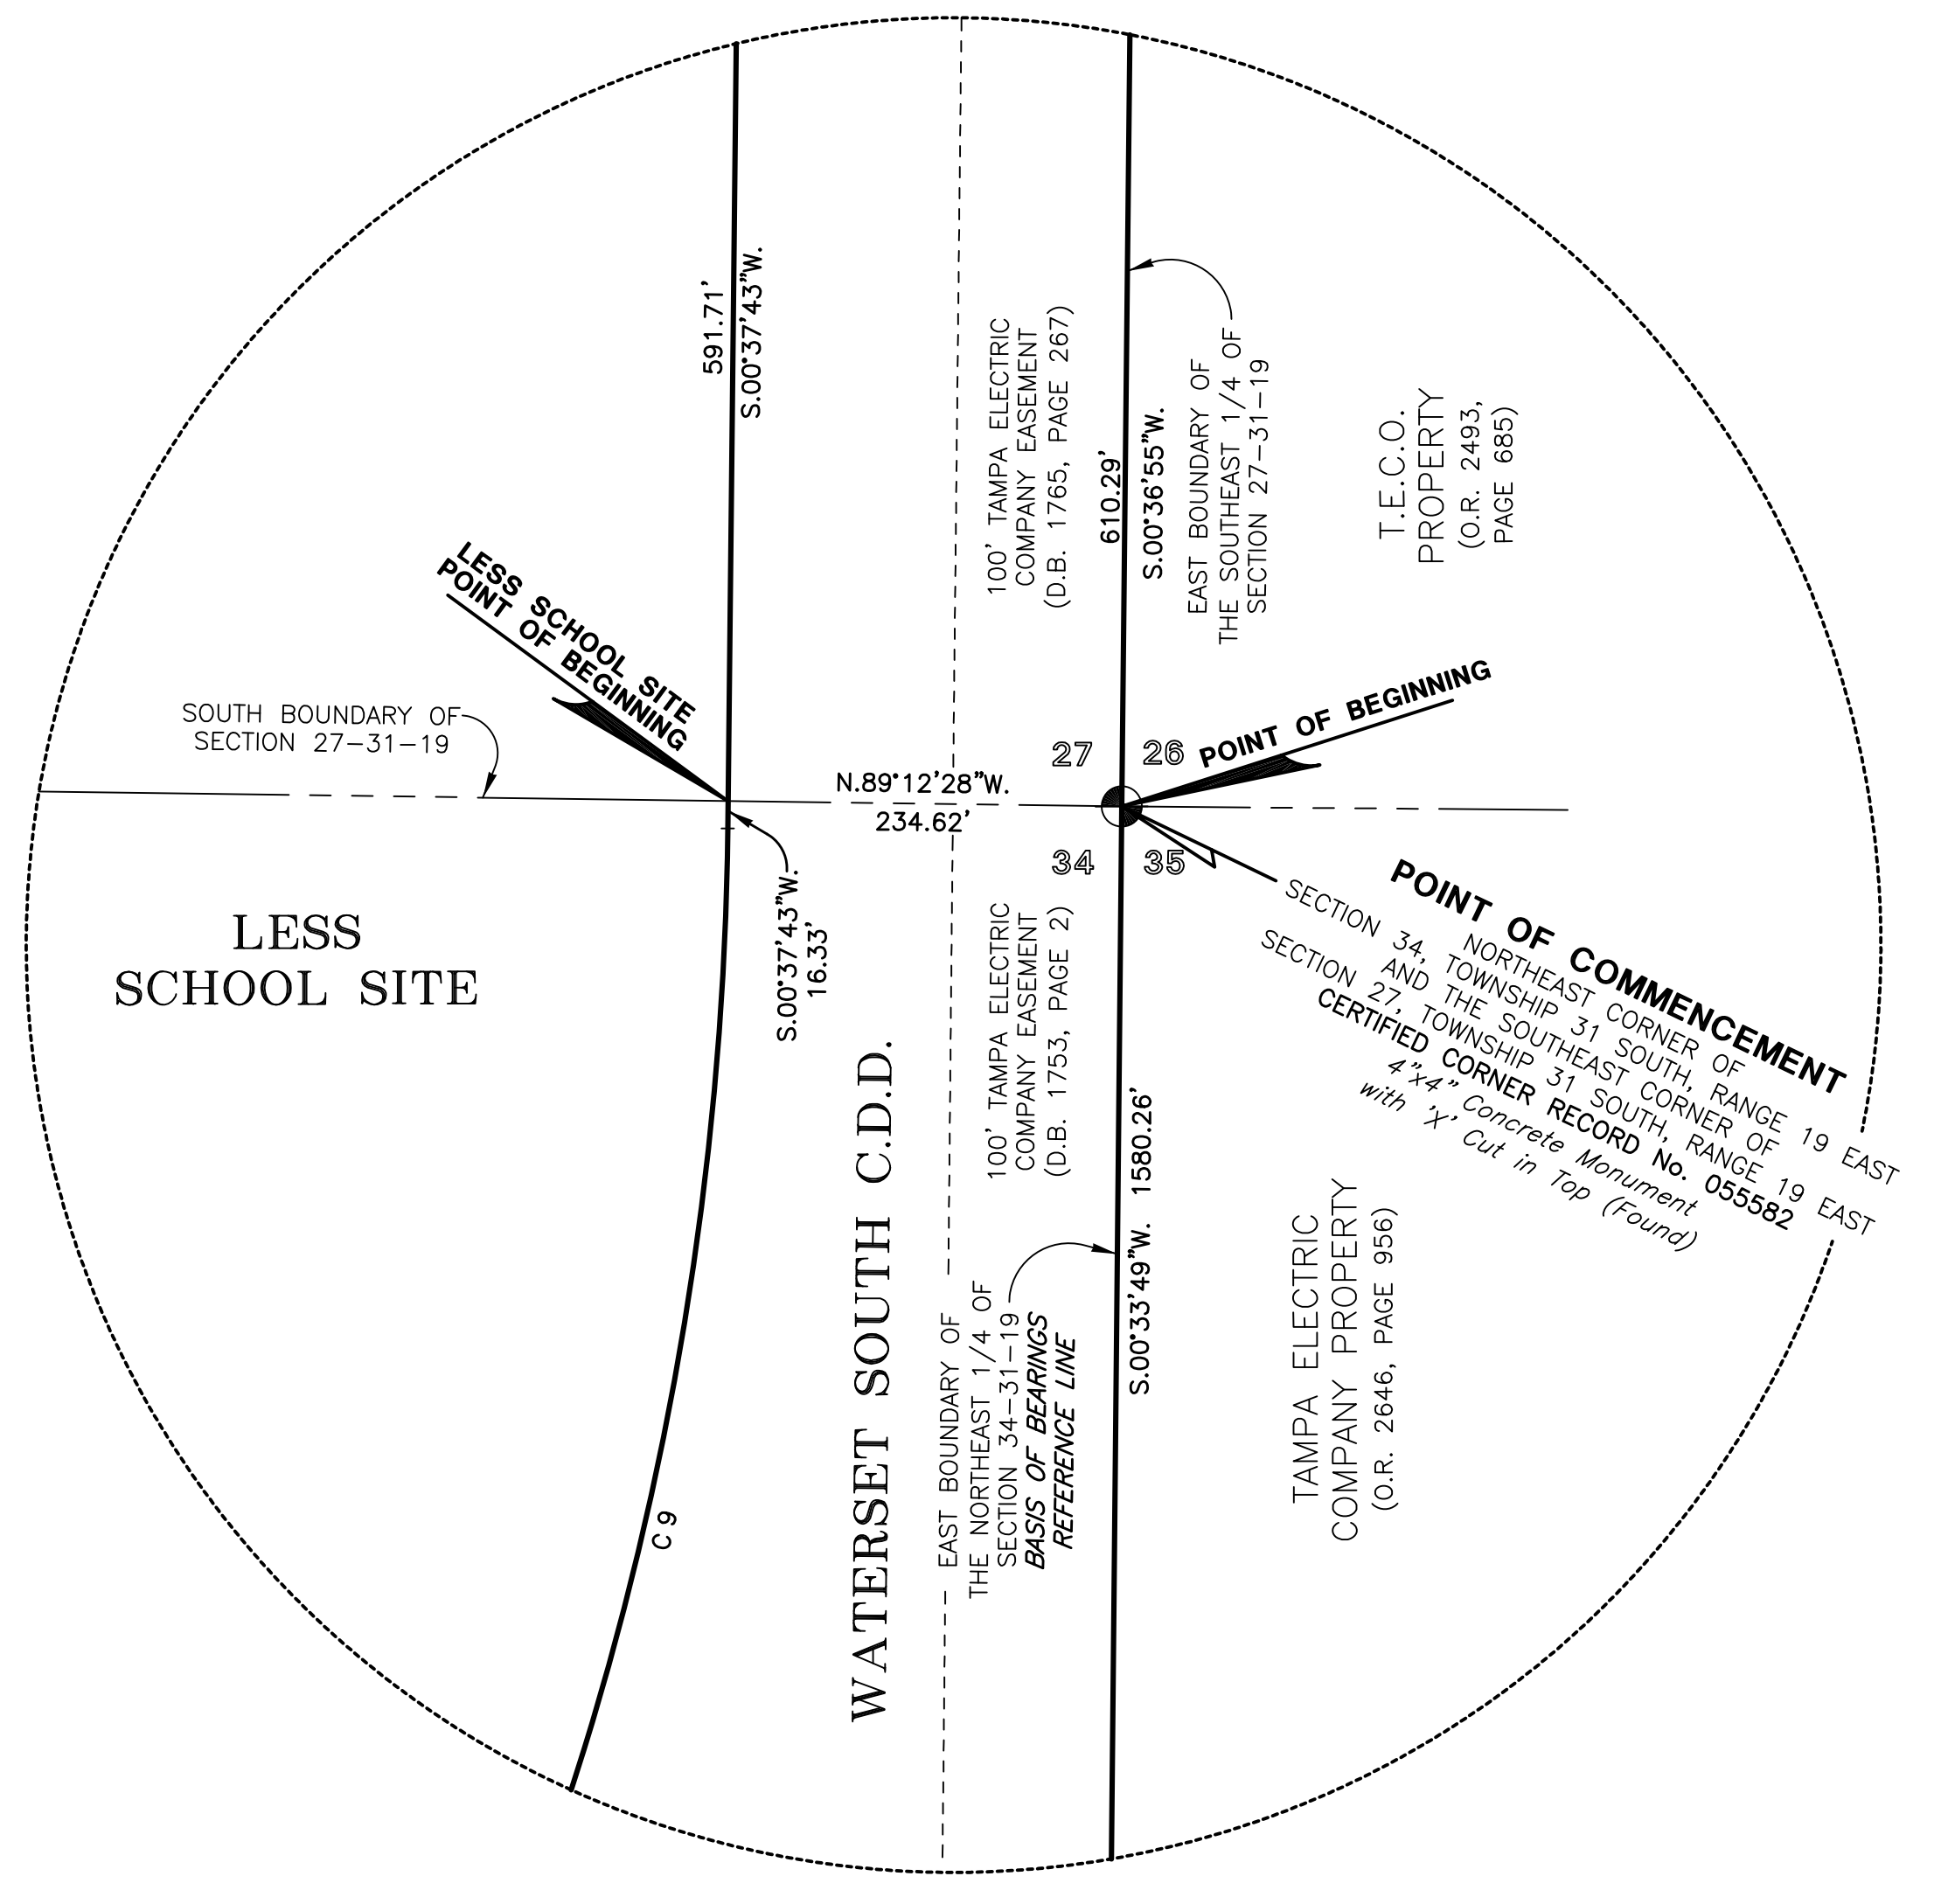 591.71'
S.00°37'43"W.
100' TAMPA ELECTRIC
COMPANY EASEMENT
(D.B. 1765, PAGE 267)
610.29'
S.00°36'55"W.
EAST BOUNDARY OF
THE SOUTHEAST 1/4 OF
SECTION 27-31-19
T.E.C.O.
PROPERTY
(O.R. 2493,
PAGE 685)
LESS SCHOOL SITE
POINT OF BEGINNING
SOUTH BOUNDARY OF
SECTION 27-31-19
N.89°12'28"W.
234.62'
27
26
34
35
POINT OF BEGINNING
LESS
SCHOOL SITE
S.00°37'43"W.
16.33'
100' TAMPA ELECTRIC
COMPANY EASEMENT
(D.B. 1753, PAGE 2)
POINT OF COMMENCEMENT
NORTHEAST CORNER OF
SECTION 34, TOWNSHIP 31 SOUTH, RANGE 19 EAST
AND THE SOUTHEAST CORNER OF
SECTION 27, TOWNSHIP 31 SOUTH, RANGE 19 EAST
CERTIFIED CORNER RECORD No. 055582
4"x4" Concrete Monument
with 'X' Cut in Top (Found)
WATERSET SOUTH C.D.D.
EAST BOUNDARY OF
THE NORTHEAST 1/4 OF
SECTION 34-31-19
BASIS OF BEARINGS
REFERENCE LINE
S.00°33'49"W. 1580.26'
TAMPA ELECTRIC
COMPANY PROPERTY
(O.R. 2646, PAGE 956)
C 9